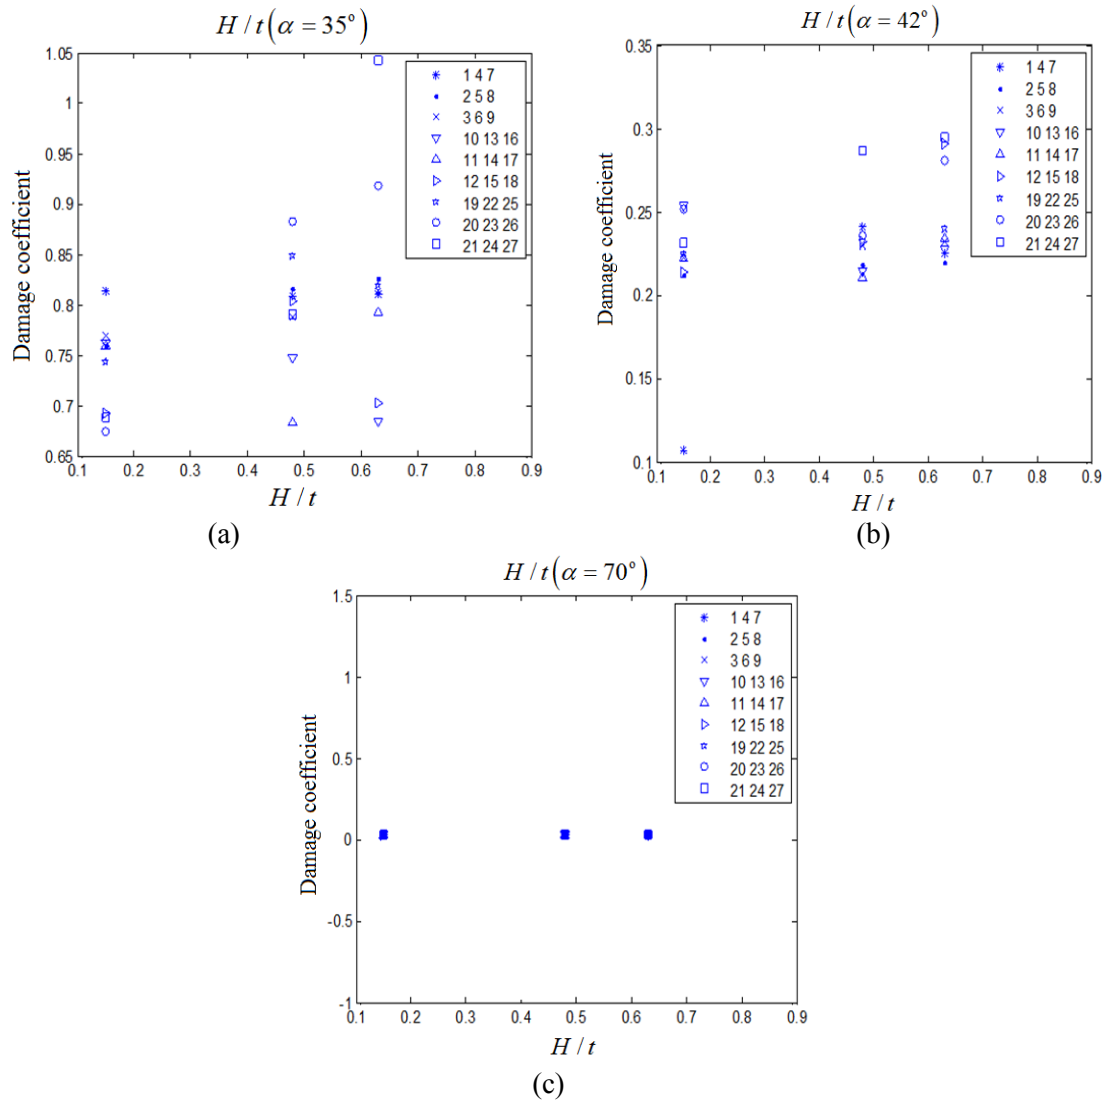 H / t(α = 35°)
1.05
1
0.95
0.9
0.85
0.8
0.75
0.7
0.65
0.1 0.2 0.3 0.4 0.5 0.6 0.7 0.8 0.9
Damage coefficient
H / t
1 4 7
2 5 8
3 6 9
10 13 16
11 14 17
12 15 18
19 22 25
20 23 26
21 24 27
(a)
H / t(α = 42°)
0.35
0.3
0.25
0.2
0.15
0.1
0.1 0.2 0.3 0.4 0.5 0.6 0.7 0.8 0.9
Damage coefficient
H / t
1 4 7
2 5 8
3 6 9
10 13 16
11 14 17
12 15 18
19 22 25
20 23 26
21 24 27
(b)
H / t(α = 70°)
1.5
1
0.5
0
-0.5
-1
0.1 0.2 0.3 0.4 0.5 0.6 0.7 0.8 0.9
Damage coefficient
H / t
1 4 7
2 5 8
3 6 9
10 13 16
11 14 17
12 15 18
19 22 25
20 23 26
21 24 27
(c)